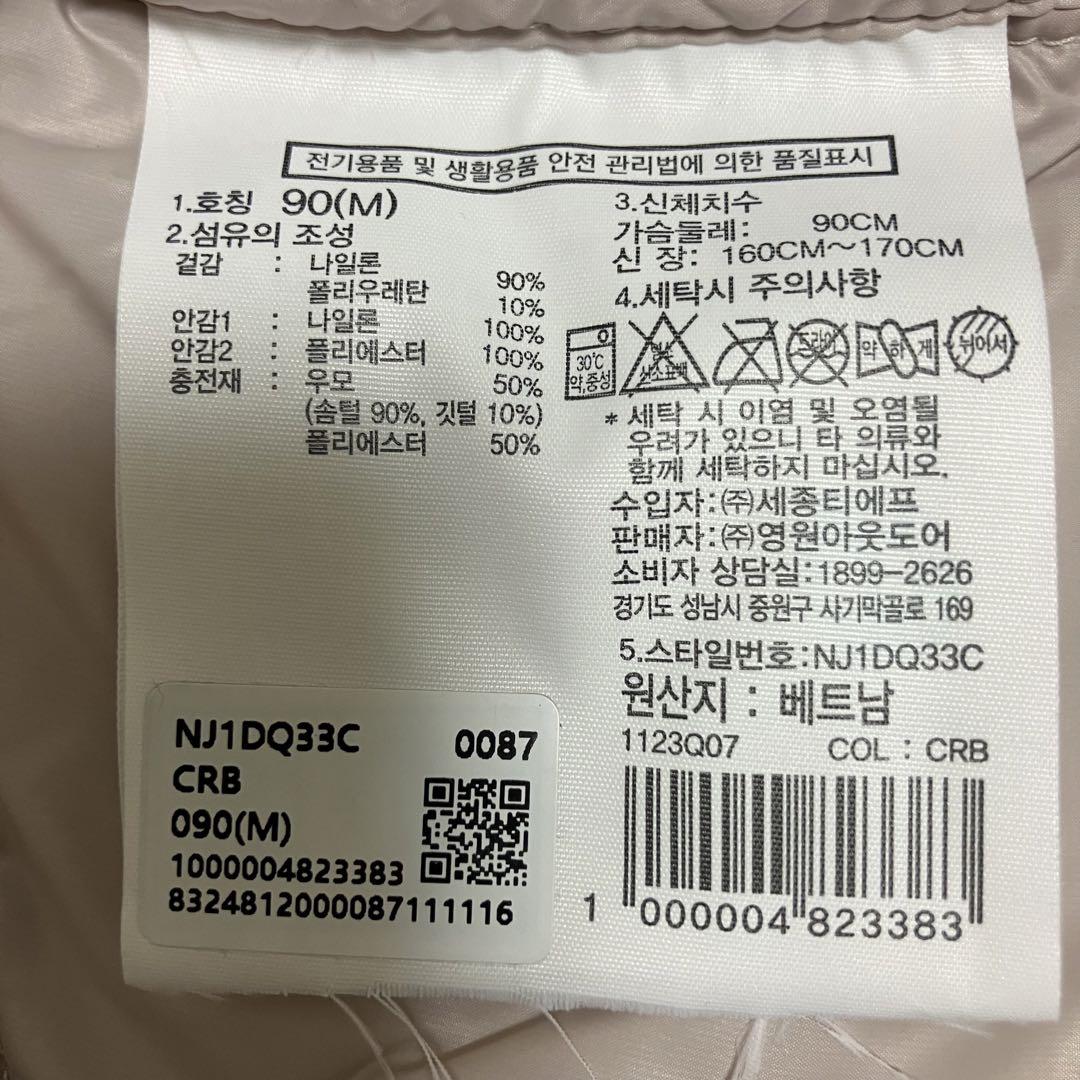 전기용품 및 생활용품 안전 관리법에 의한 품질표시
1.호칭 90(M)
2.섬유의 조성
겉감 : 나일론 90%
폴리우레탄 10%
안감1 : 나일론 100%
안감2 : 폴리에스터 100%
충전재 : 우모 50%
(솜털 90%, 깃털 10%)
폴리에스터 50%
3.신체치수
가슴둘레: 90CM
신 장: 160CM~170CM
4.세탁시 주의사항
30℃
약,중성
염소
산소표백
드라이
약 하 게
뉘어서
* 세탁 시 이염 및 오염될
우려가 있으니 타 의류와
함께 세탁하지 마십시오.
수입자:㈜세종티에프
판매자:㈜영원아웃도어
소비자 상담실:1899-2626
경기도 성남시 중원구 사기막골로 169
5.스타일번호:NJ1DQ33C
원산지 : 베트남
1123Q07 COL : CRB
1 000004 823383
NJ1DQ33C 0087
CRB
090(M)
1000004823383
8324812000087111116